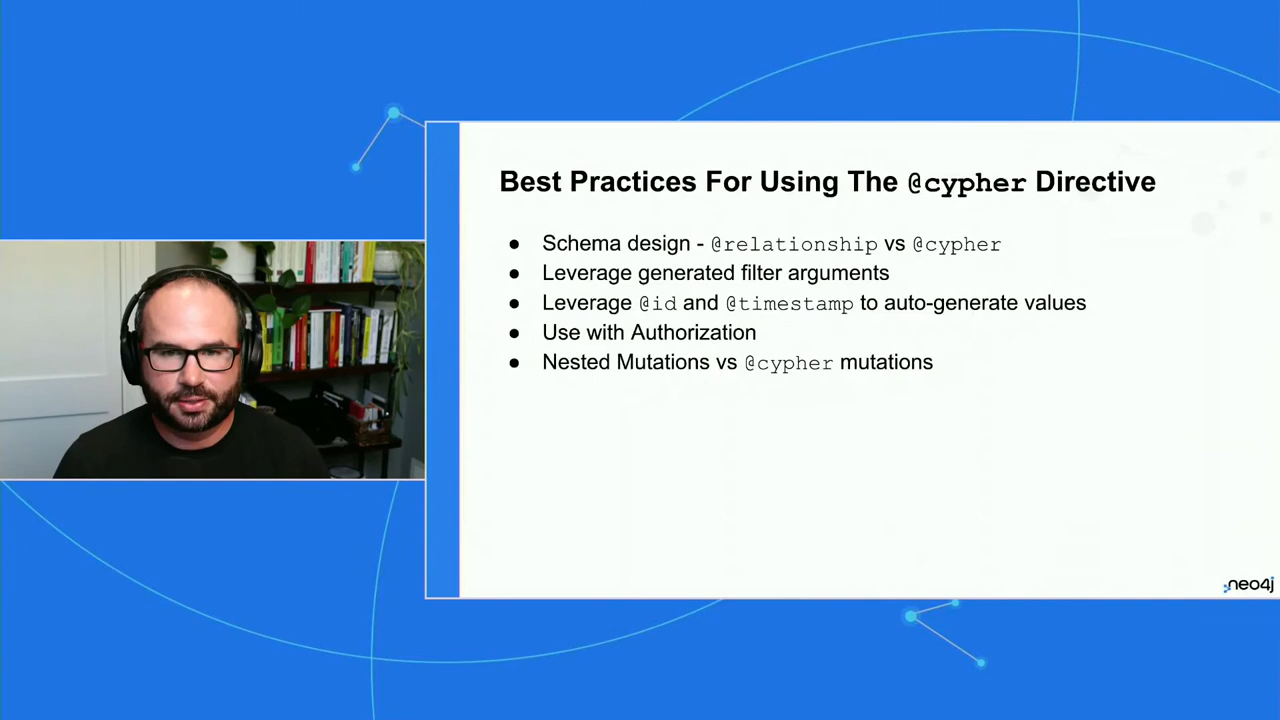 Best Practices For Using The @cypher Directive
● Schema design - @relationship vs @cypher
● Leverage generated filter arguments
● Leverage @id and @timestamp to auto-generate values
● Use with Authorization
● Nested Mutations vs @cypher mutations
neo4j